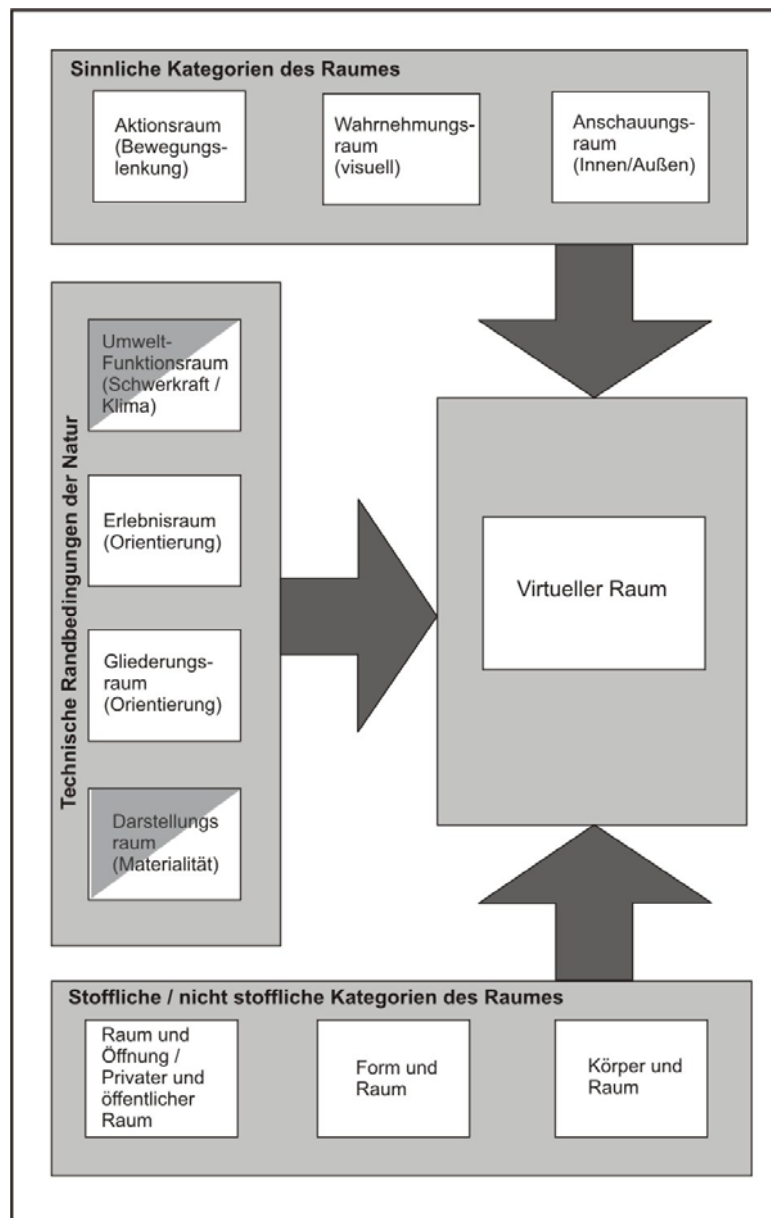 Sinnliche Kategorien des Raumes
Aktionsraum
(Bewegungs-
lenkung)
Wahrnehmungs-
raum
(visuell)
Anschauungs-
raum
(Innen/Außen)
Technische Randbedingungen der Natur
Umwelt-
Funktionsraum
(Schwerkraft /
Klima)
Erlebnisraum
(Orientierung)
Gliederungs-
raum
(Orientierung)
Darstellungs
raum
(Materialität)
Virtueller Raum
Stoffliche / nicht stoffliche Kategorien des Raumes
Raum und
Öffnung /
Privater und
öffentlicher
Raum
Form und
Raum
Körper und
Raum